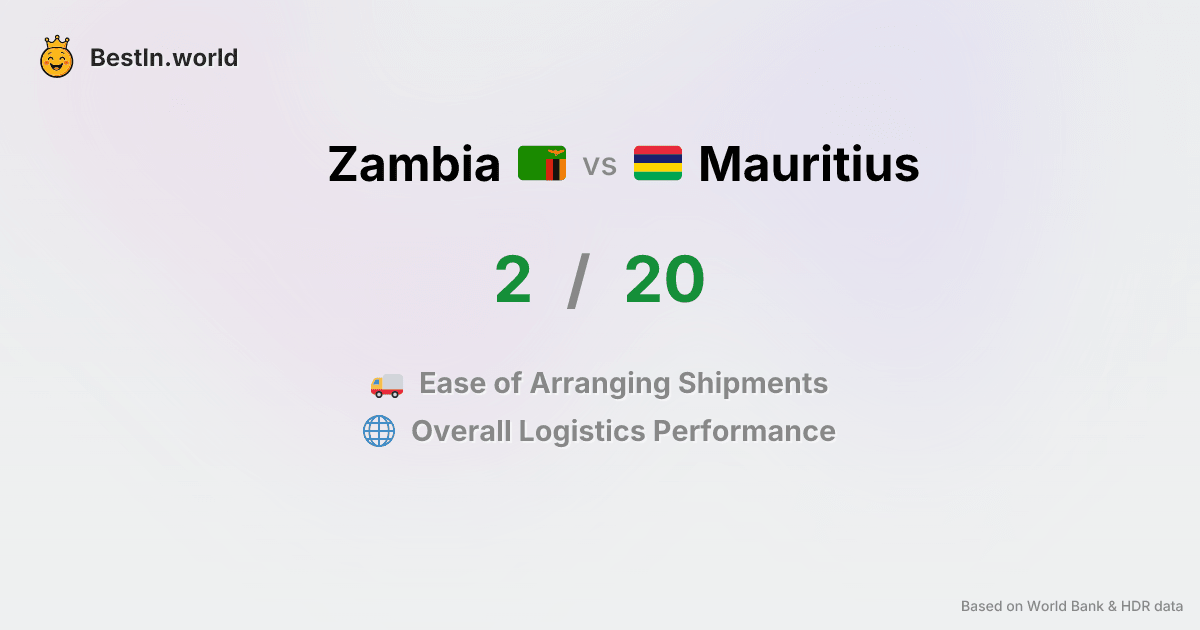 BestIn.world
Zambia vs Mauritius
2 / 20
Ease of Arranging Shipments
Overall Logistics Performance
Based on World Bank & HDR data